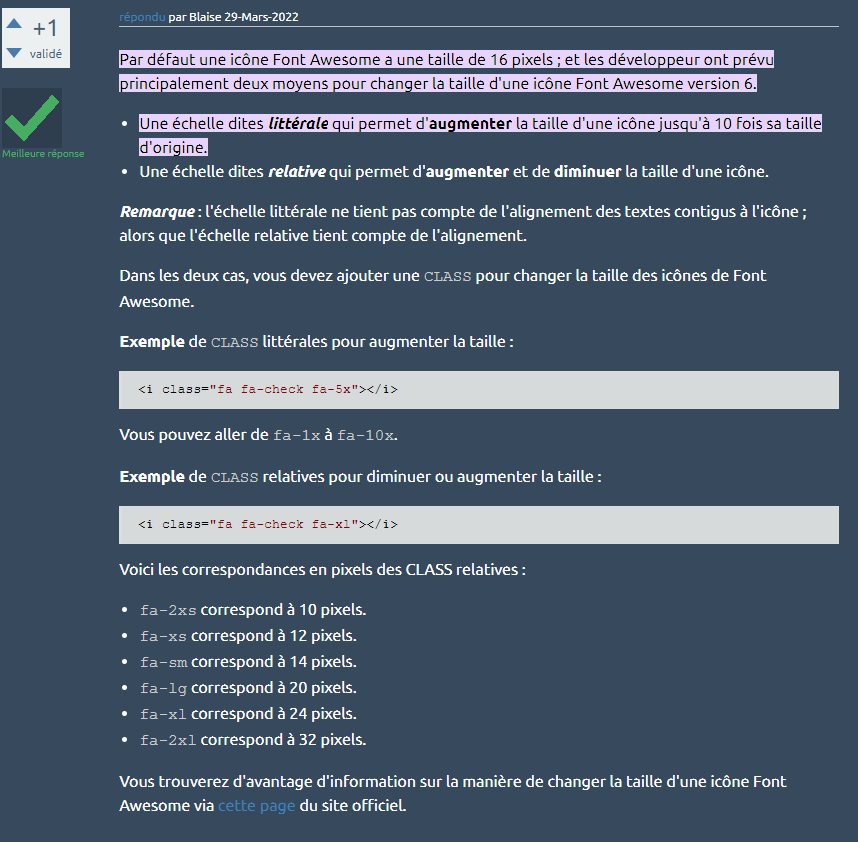 +1
validé
Meilleure réponse
répondu par Blaise 29-Mars-2022
Par défaut une icône Font Awesome a une taille de 16 pixels ; et les développeur ont prévu
principalement deux moyens pour changer la taille d'une icône Font Awesome version 6.
• Une échelle dites littérale qui permet d'augmenter la taille d'une icône jusqu'à 10 fois sa taille
d'origine.
• Une échelle dites relative qui permet d'augmenter et de diminuer la taille d'une icône.
Remarque : l'échelle littérale ne tient pas compte de l'alignement des textes contigus à l'icône ;
alors que l'échelle relative tient compte de l'alignement.
Dans les deux cas, vous devez ajouter une CLASS pour changer la taille des icônes de Font
Awesome.
Exemple de CLASS littérales pour augmenter la taille :
<i class="fa fa-check fa-5x"></i>
Vous pouvez aller de fa-1x à fa-10x.
Exemple de CLASS relatives pour diminuer ou augmenter la taille :
<i class="fa fa-check fa-xl"></i>
Voici les correspondances en pixels des CLASS relatives :
• fa-2xs correspond à 10 pixels.
• fa-xs correspond à 12 pixels.
• fa-sm correspond à 14 pixels.
• fa-lg correspond à 20 pixels.
• fa-xl correspond à 24 pixels.
• fa-2xl correspond à 32 pixels.
Vous trouverez d'avantage d'information sur la manière de changer la taille d'une icône Font
Awesome via cette page du site officiel.